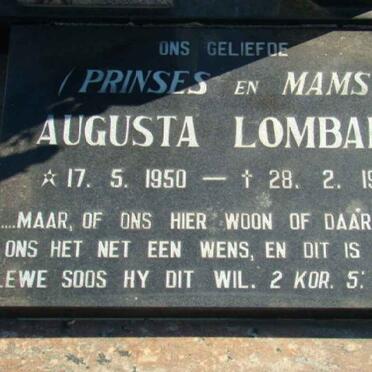 ONS GELIEFDE
(PRINSES EN MAMS
AUGUSTA LOMBA
☆ 17. 5. 1950 — † 28. 2. 19
.....MAAR, OF ONS HIER WOON OF DAAR
ONS HET NET EEN WENS, EN DIT IS
LEWE SOOS HY DIT WIL. 2 KOR. 5: